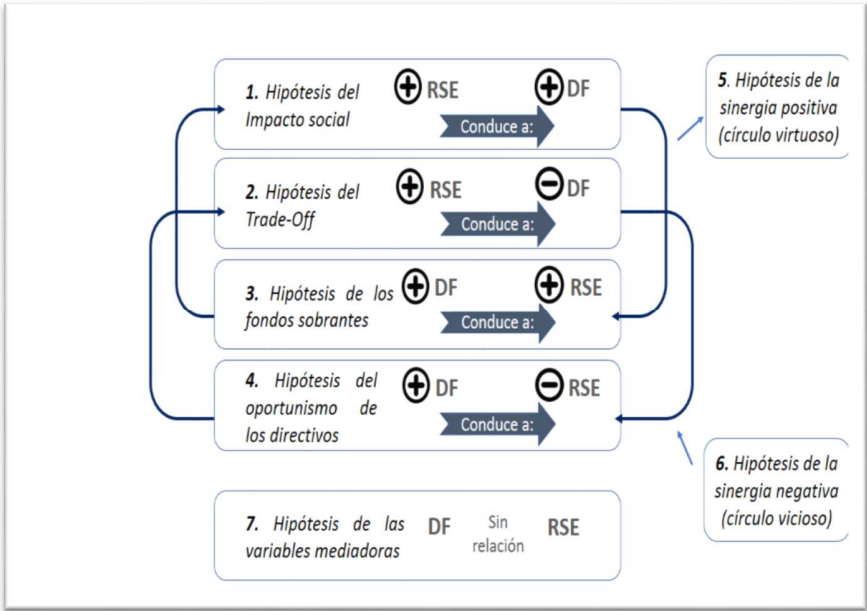 1. Hipótesis del
Impacto social
RSE
DF
Conduce a:
2. Hipótesis del
Trade-Off
RSE
DF
Conduce a:
3. Hipótesis de los
fondos sobrantes
DF
RSE
Conduce a:
4. Hipótesis del
oportunismo de
los directivos
DF
RSE
Conduce a:
5. Hipótesis de la
sinergia positiva
(círculo virtuoso)
6. Hipótesis de la
sinergia negativa
(círculo vicioso)
7. Hipótesis de las
variables mediadoras
DF
Sin
relación
RSE